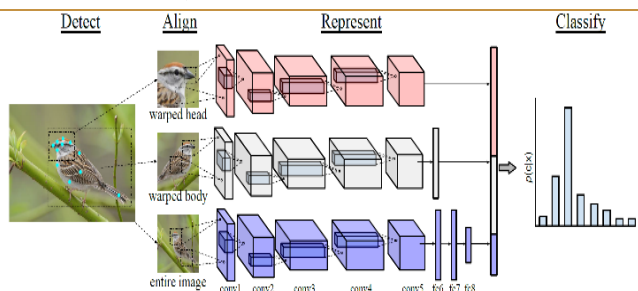 Detect Align Represent Classify
warped head
warped body
entire image
conv1 conv2 conv3 conv4 conv5 fc6 fc7 fc8
p(c|x)